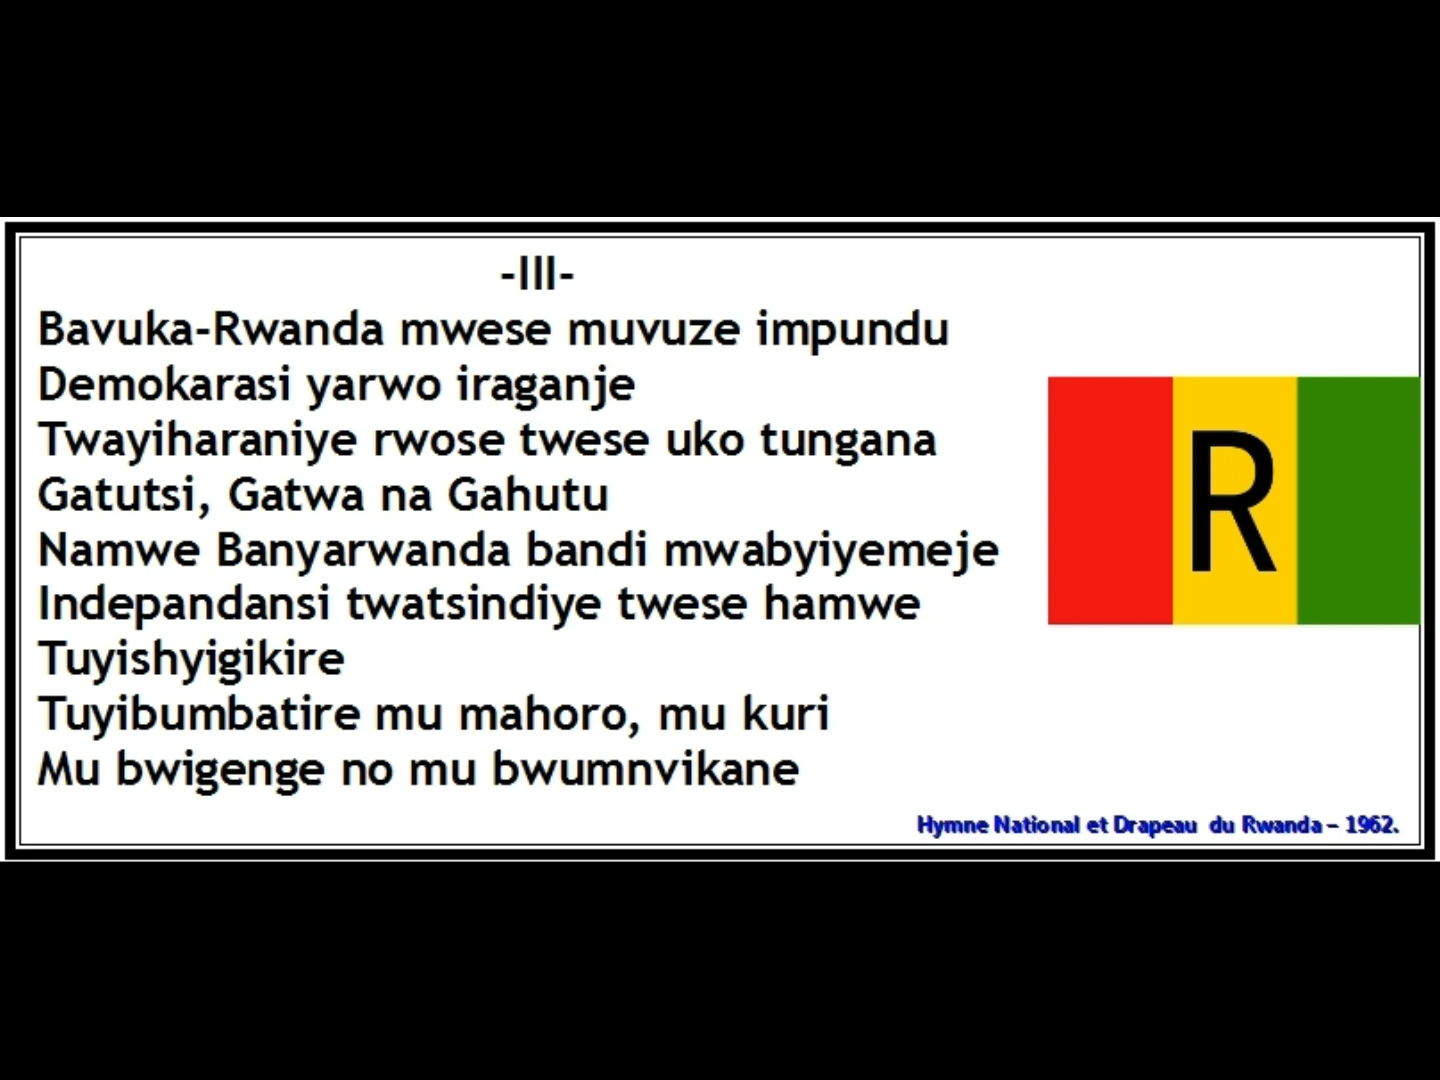 -III-
Bavuka-Rwanda mwese muvuze impundu
Demokarasi yarwo iraganje
Twayiharaniye rwose twese uko tungana
Gatutsi, Gatwa na Gahutu
Namwe Banyarwanda bandi mwabyiyemeje
Indepandansi twatsindiye twese hamwe
Tuyishyigikire
Tuyibumbatire mu mahoro, mu kuri
Mu bwigenge no mu bwumnvikane
R
Hymne National et Drapeau du Rwanda – 1962.